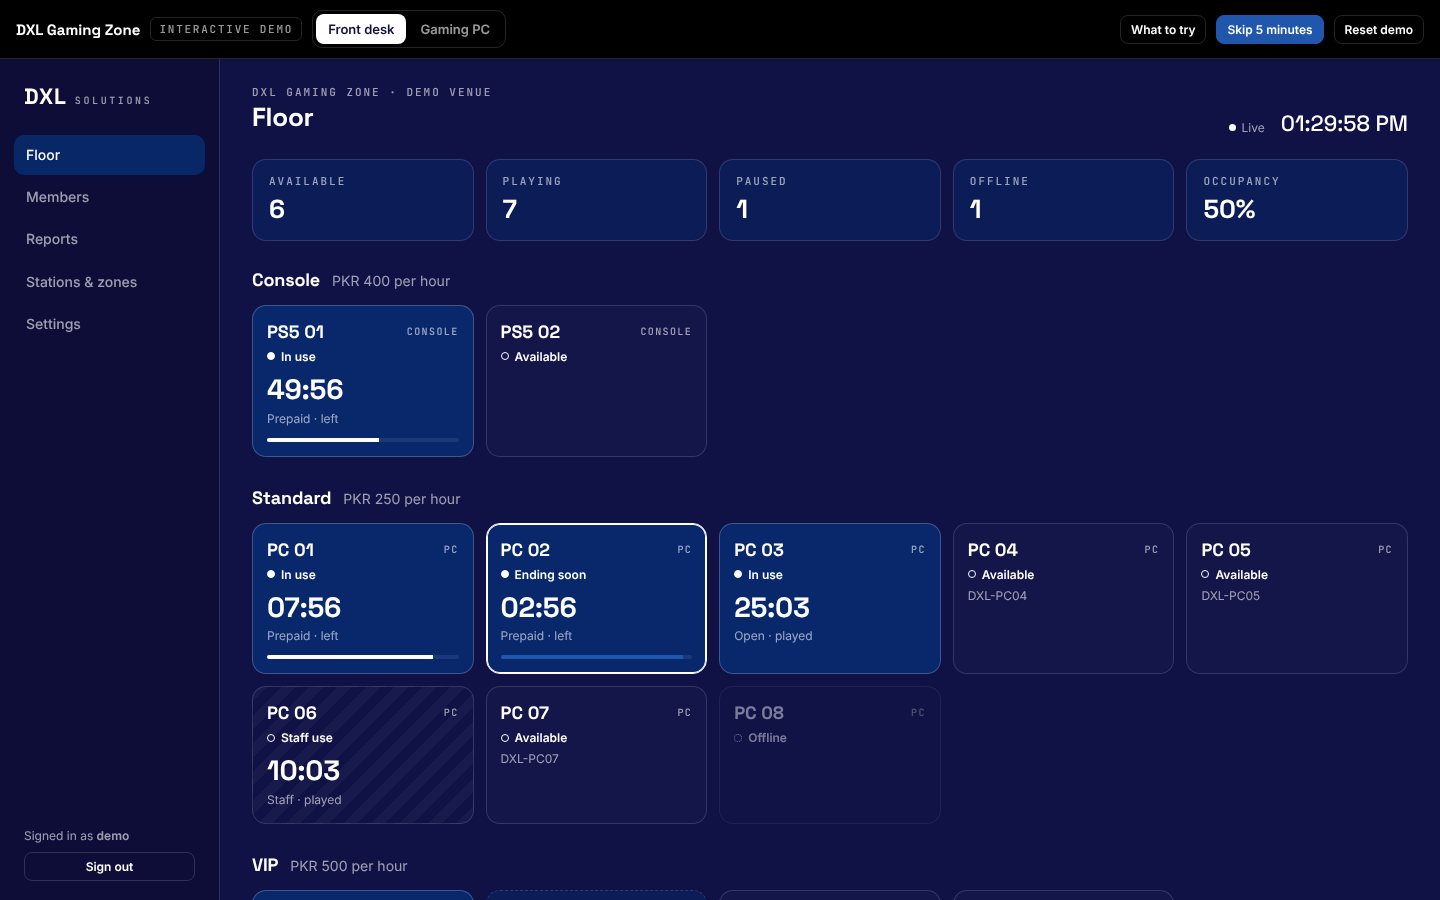 DXL Gaming Zone INTERACTIVE DEMO Front desk Gaming PC What to try Skip 5 minutes Reset demo
DXL SOLUTIONS
Floor
Members
Reports
Stations & zones
Settings
Signed in as demo
Sign out
DXL GAMING ZONE · DEMO VENUE
Floor
Live 01:29:58 PM
AVAILABLE
6
PLAYING
7
PAUSED
1
OFFLINE
1
OCCUPANCY
50%
Console PKR 400 per hour
PS5 01 CONSOLE
In use
49:56
Prepaid · left
PS5 02 CONSOLE
Available
Standard PKR 250 per hour
PC 01 PC
In use
07:56
Prepaid · left
PC 02 PC
Ending soon
02:56
Prepaid · left
PC 03 PC
In use
25:03
Open · played
PC 04 PC
Available
DXL-PC04
PC 05 PC
Available
DXL-PC05
PC 06 PC
Staff use
10:03
Staff · played
PC 07 PC
Available
DXL-PC07
PC 08 PC
Offline
VIP PKR 500 per hour